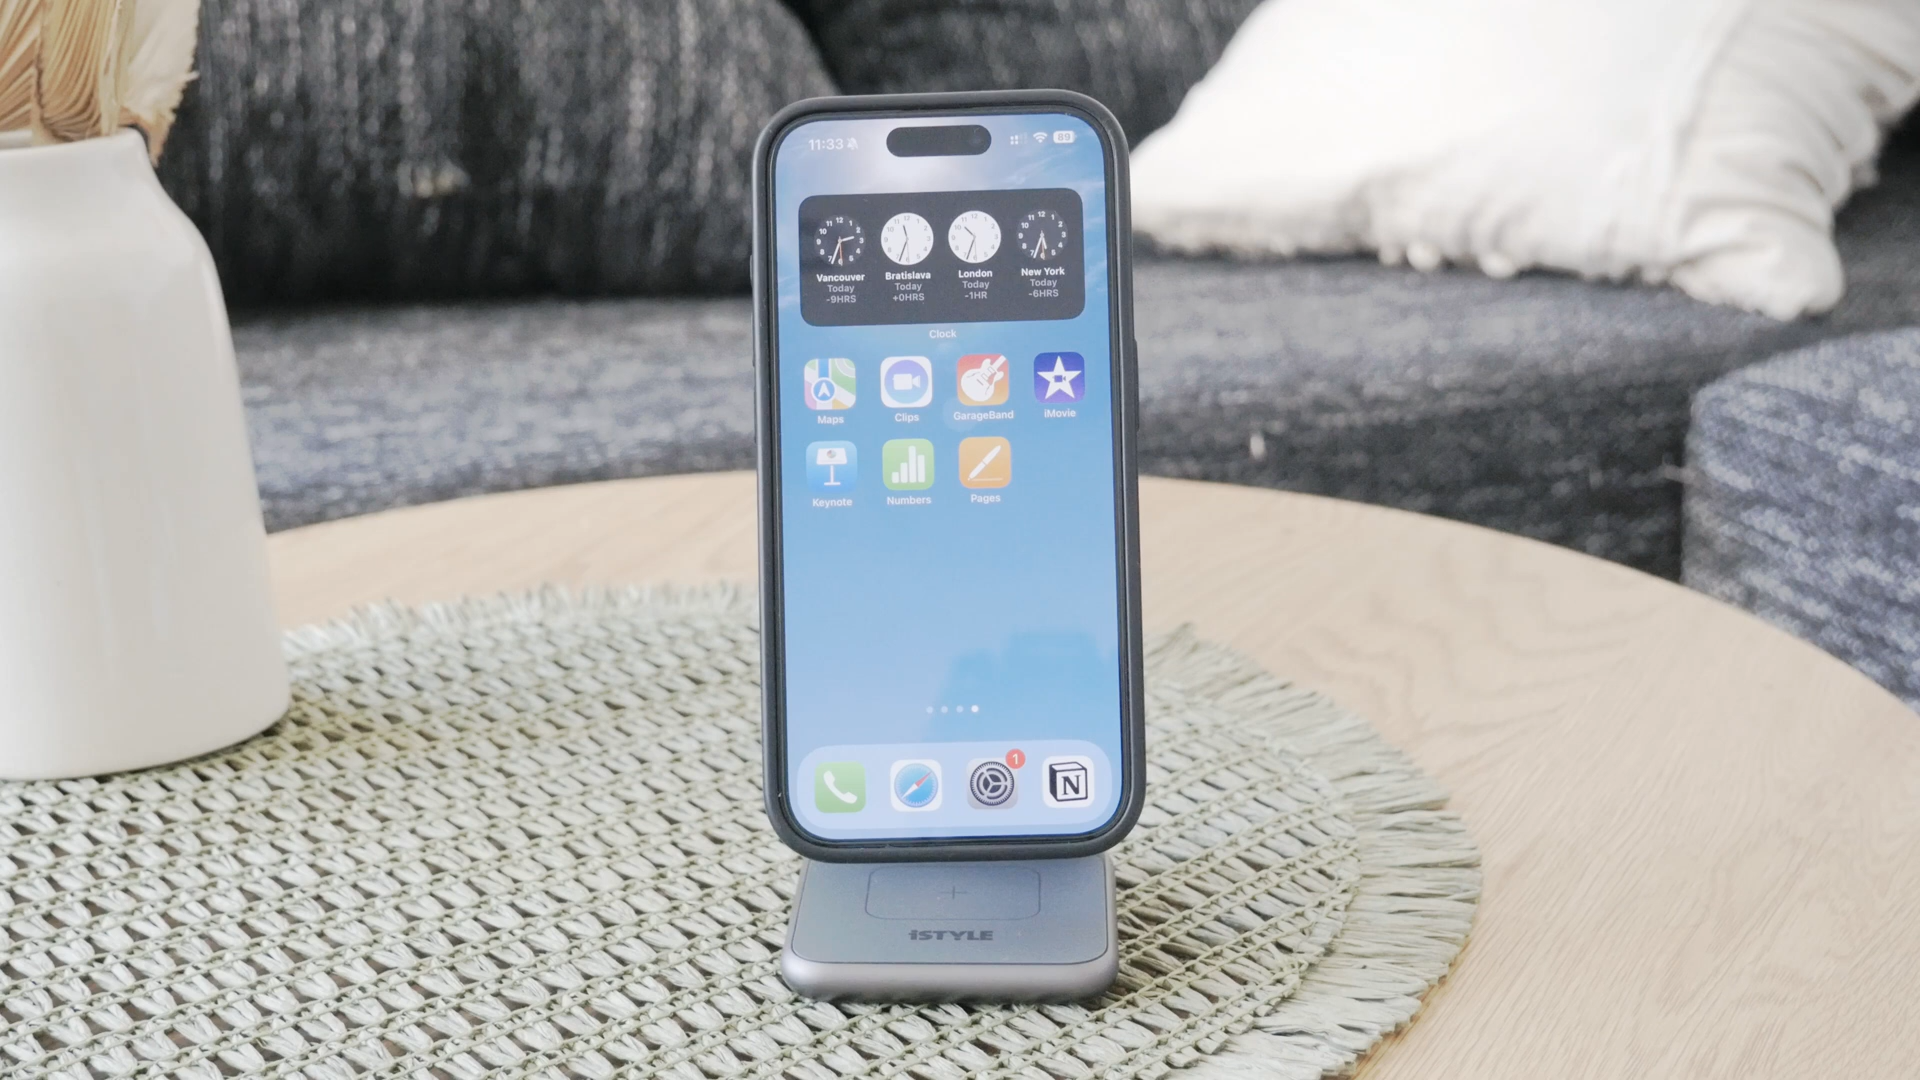 11:33
89
Vancouver Bratislava London New York
Today Today Today Today
-9HRS +0HRS -1HR -6HRS
Clock
Maps Clips GarageBand iMovie
Keynote Numbers Pages
1
N
iSTYLE